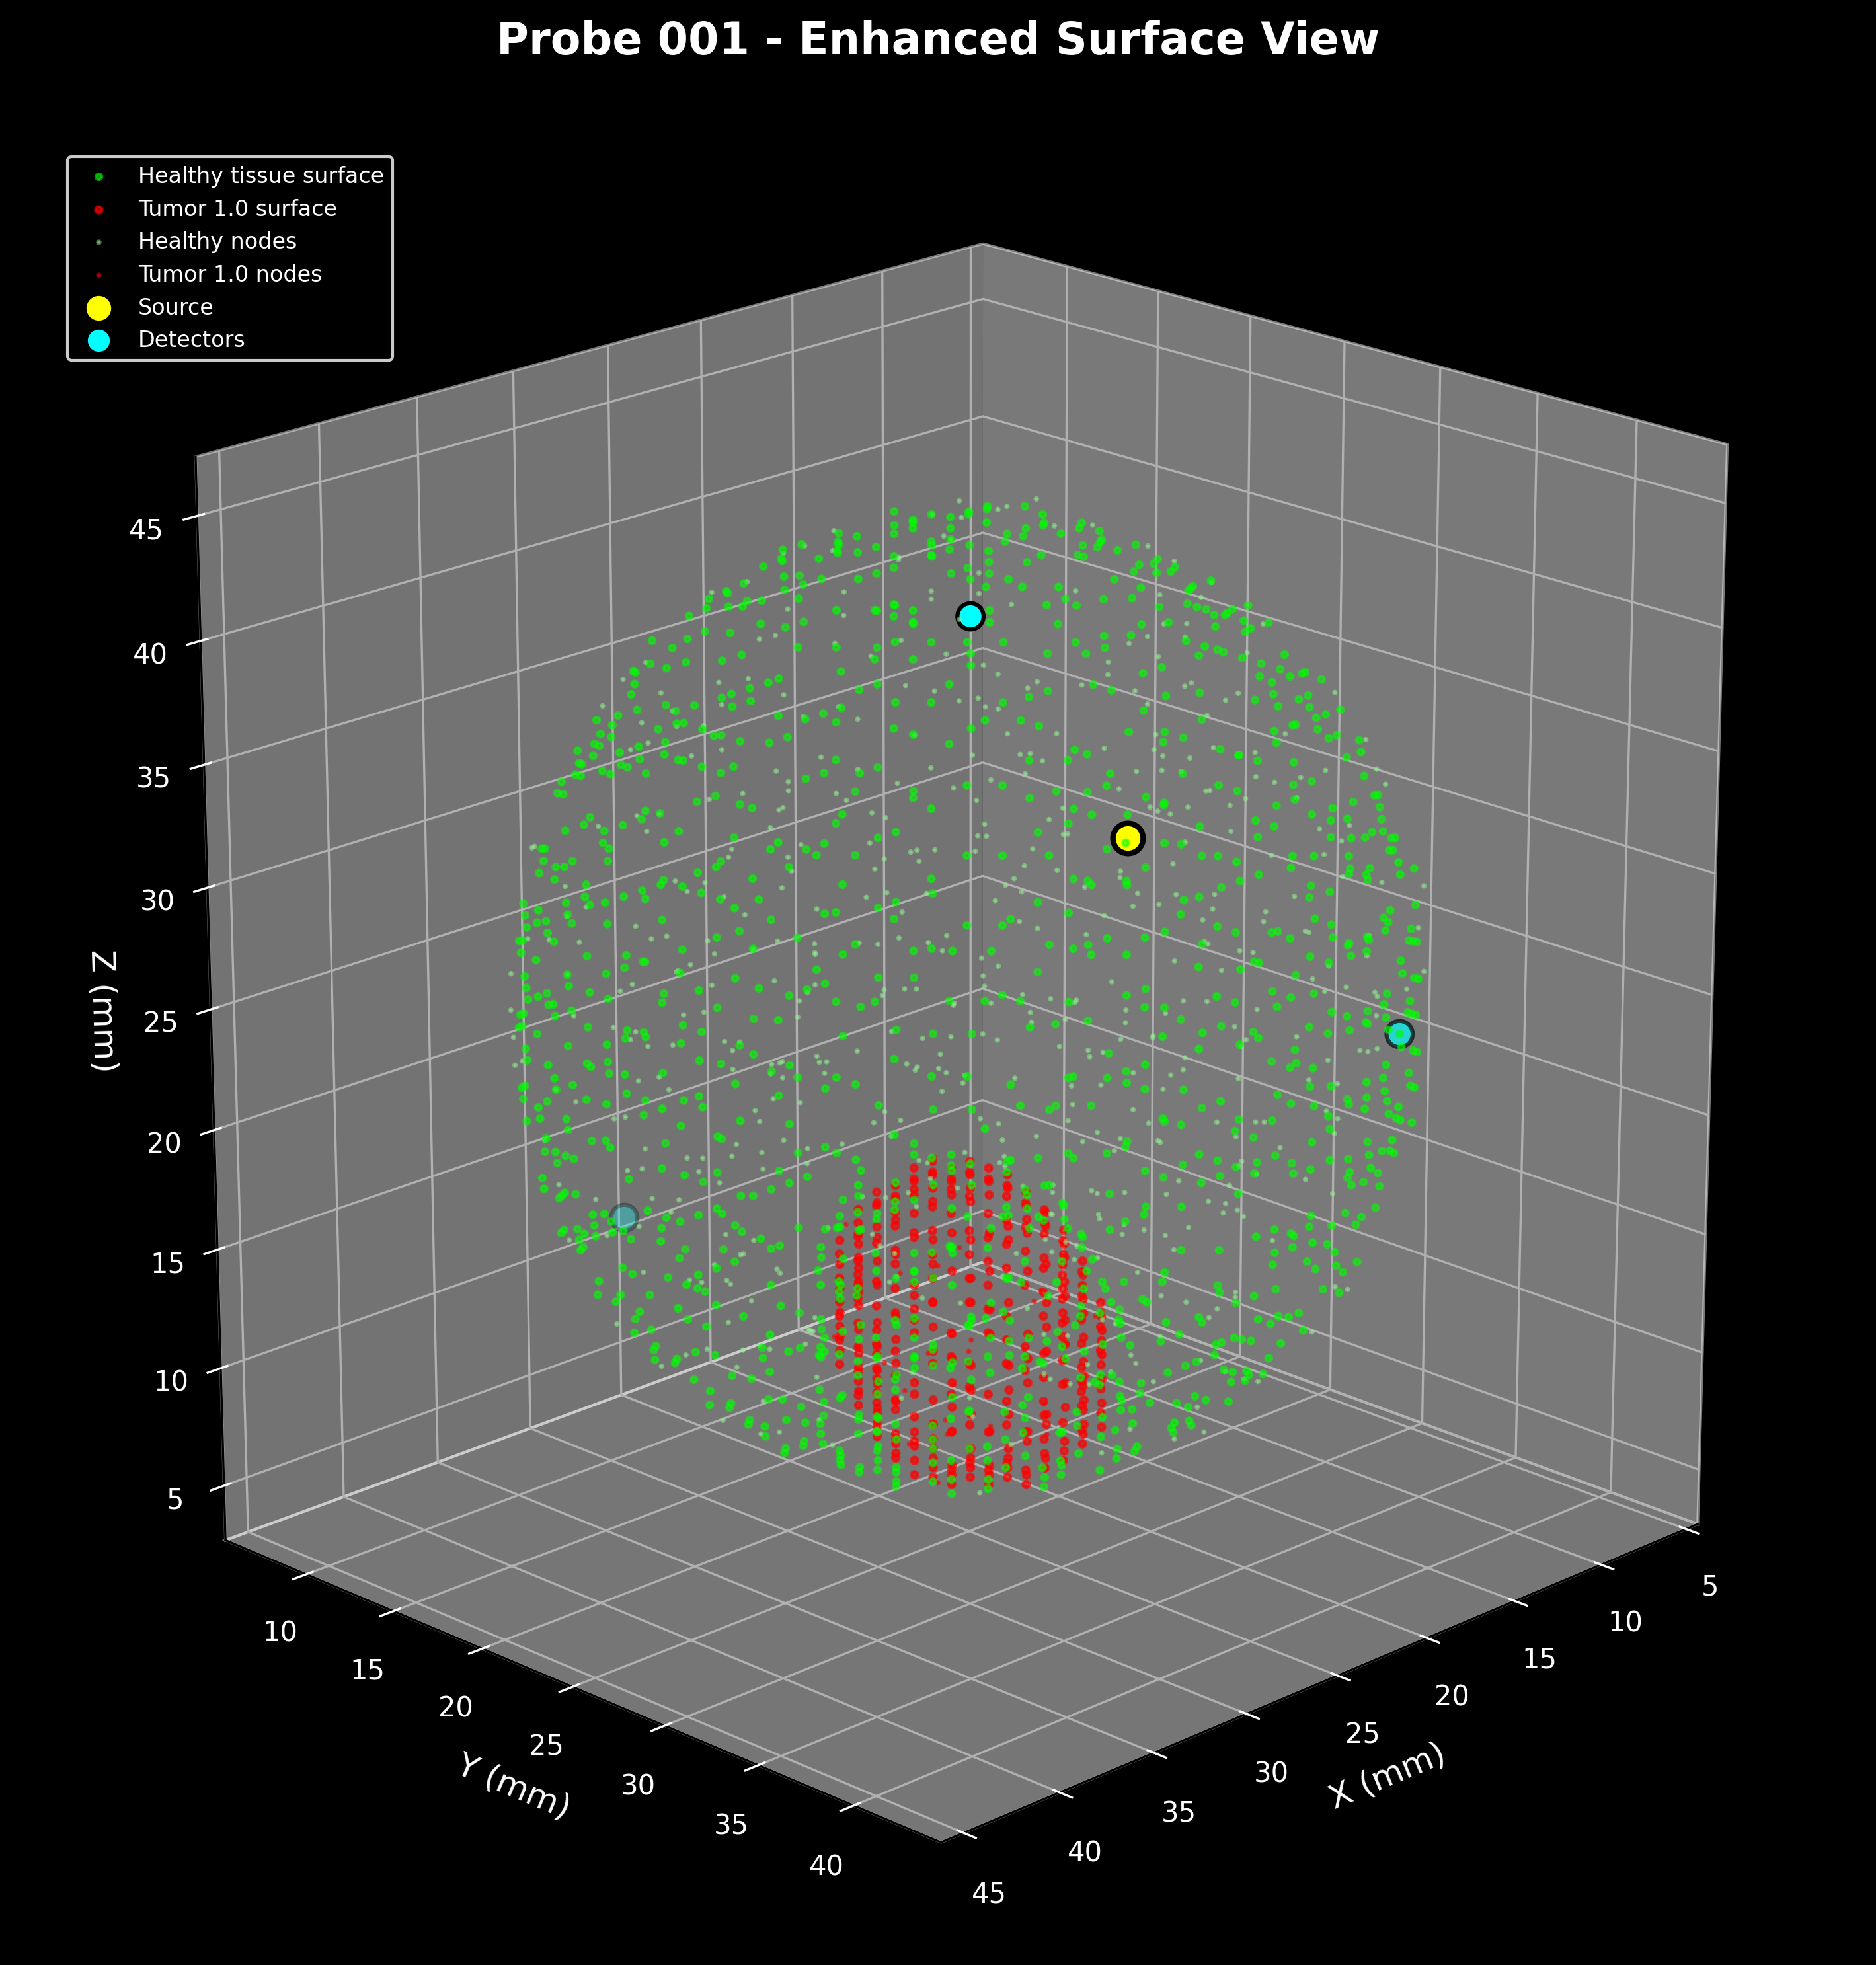 Probe 001 - Enhanced Surface View
Healthy tissue surface
Tumor 1.0 surface
Healthy nodes
Tumor 1.0 nodes
Source
Detectors
45
40
35
30
25
20
15
10
5
Z (mm)
10
15
20
25
30
35
40
Y (mm)
5
10
15
20
25
30
35
40
45
X (mm)